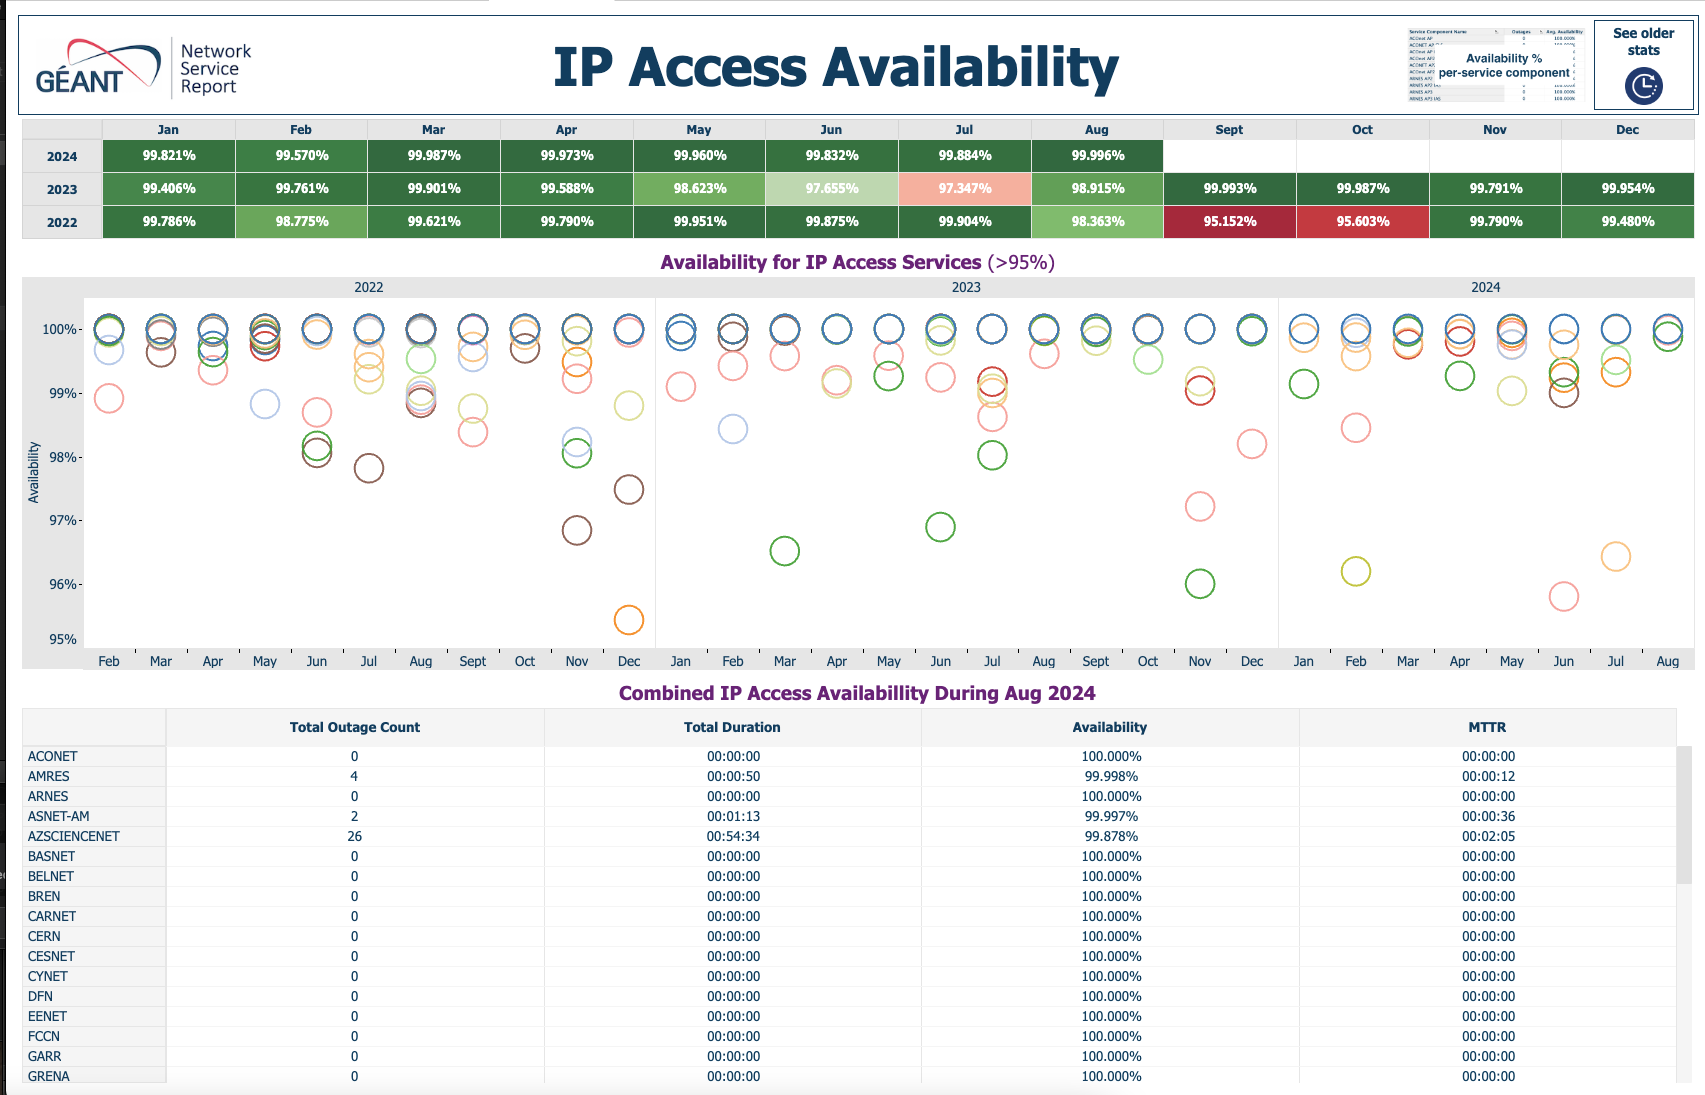 GÉANT
Network
Service
Report
IP Access Availability
Service Component Name Outages Avg. Availability
Availability %
per-service component
See older
stats
Jan Feb Mar Apr May Jun Jul Aug Sept Oct Nov Dec
2024 99.821% 99.570% 99.987% 99.973% 99.960% 99.832% 99.884% 99.996%
2023 99.406% 99.761% 99.901% 99.588% 98.623% 97.655% 97.347% 98.915% 99.993% 99.987% 99.791% 99.954%
2022 99.786% 98.775% 99.621% 99.790% 99.951% 99.875% 99.904% 98.363% 95.152% 95.603% 99.790% 99.480%
Availability for IP Access Services (>95%)
2022 2023 2024
100%
99%
98%
97%
96%
95%
Availability
Feb Mar Apr May Jun Jul Aug Sept Oct Nov Dec Jan Feb Mar Apr May Jun Jul Aug Sept Oct Nov Dec Jan Feb Mar Apr May Jun Jul Aug
Combined IP Access Availabillity During Aug 2024
Total Outage Count Total Duration Availability MTTR
ACONET 0 00:00:00 100.000% 00:00:00
AMRES 4 00:00:50 99.998% 00:00:12
ARNES 0 00:00:00 100.000% 00:00:00
ASNET-AM 2 00:01:13 99.997% 00:00:36
AZSCIENCENET 26 00:54:34 99.878% 00:02:05
BASNET 0 00:00:00 100.000% 00:00:00
BELNET 0 00:00:00 100.000% 00:00:00
BREN 0 00:00:00 100.000% 00:00:00
CARNET 0 00:00:00 100.000% 00:00:00
CERN 0 00:00:00 100.000% 00:00:00
CESNET 0 00:00:00 100.000% 00:00:00
CYNET 0 00:00:00 100.000% 00:00:00
DFN 0 00:00:00 100.000% 00:00:00
EENET 0 00:00:00 100.000% 00:00:00
FCCN 0 00:00:00 100.000% 00:00:00
GARR 0 00:00:00 100.000% 00:00:00
GRENA 0 00:00:00 100.000% 00:00:00